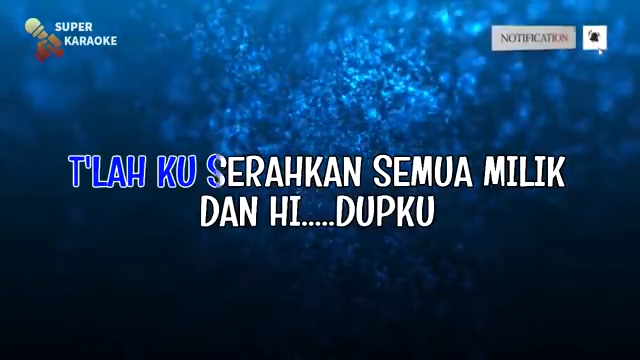 SUPER
KARAOKE
NOTIFICATION
T'LAH KU SERAHKAN SEMUA MILIK
DAN HI.....DUPKU